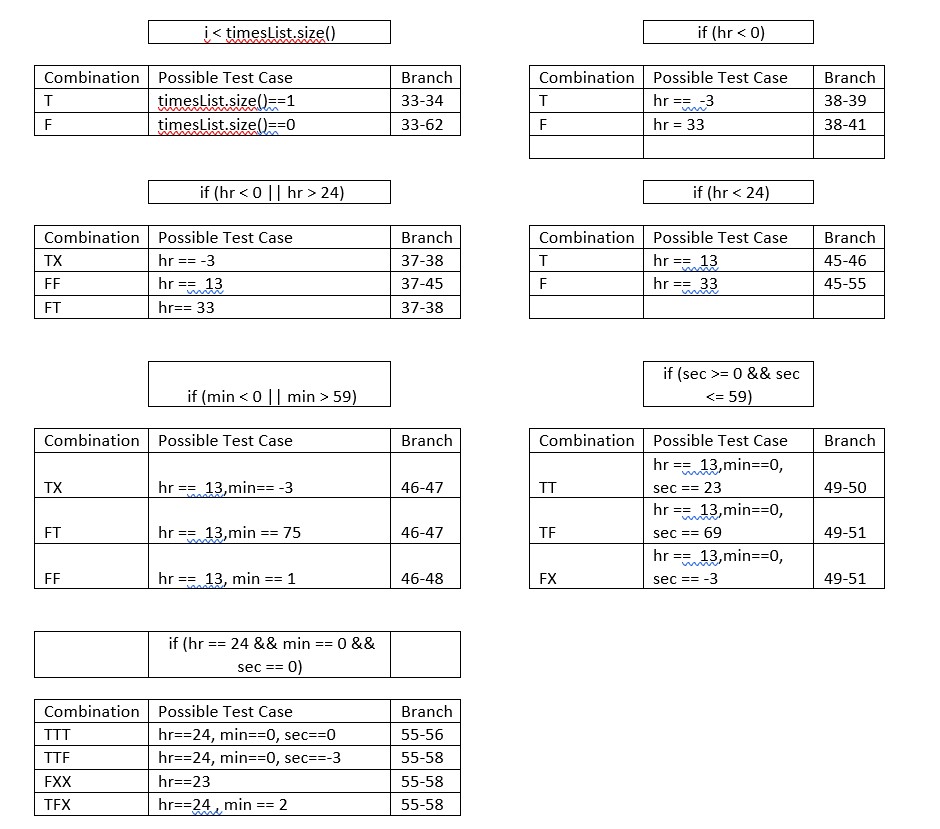 i < timesList.size()
Combination Possible Test Case Branch
T timesList.size()==1 33-34
F timesList.size()==0 33-62
if (hr < 0)
Combination Possible Test Case Branch
T hr == -3 38-39
F hr = 33 38-41
if (hr < 0 || hr > 24)
Combination Possible Test Case Branch
TX hr == -3 37-38
FF hr == 13 37-45
FT hr== 33 37-38
if (hr < 24)
Combination Possible Test Case Branch
T hr == 13 45-46
F hr == 33 45-55
if (min < 0 || min > 59)
Combination Possible Test Case Branch
TX hr == 13,min== -3 46-47
FT hr == 13,min == 75 46-47
FF hr == 13, min == 1 46-48
if (sec >= 0 && sec
<= 59)
Combination Possible Test Case Branch
hr == 13,min==0,
TT sec == 23 49-50
hr == 13,min==0,
TF sec == 69 49-51
hr == 13,min==0,
FX sec == -3 49-51
if (hr == 24 && min == 0 &&
sec == 0)
Combination Possible Test Case Branch
TTT hr==24, min==0, sec==0 55-56
TTF hr==24, min==0, sec==-3 55-58
FXX hr==23 55-58
TFX hr==24 , min == 2 55-58